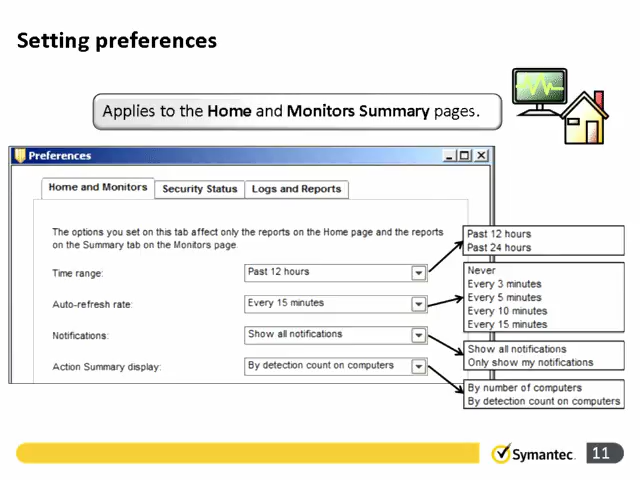 Setting preferences
Applies to the Home and Monitors Summary pages.
Preferences
Home and Monitors
Security Status
Logs and Reports
The options you set on this tab affect only the reports on the Home page and the reports
on the Summary tab on the Monitors page.
Time range:
Past 12 hours
Past 12 hours
Past 24 hours
Auto-refresh rate:
Every 15 minutes
Never
Every 3 minutes
Every 5 minutes
Every 10 minutes
Every 15 minutes
Notifications:
Show all notifications
Show all notifications
Only show my notifications
Action Summary display:
By detection count on computers
By number of computers
By detection count on computers
Symantec.
11